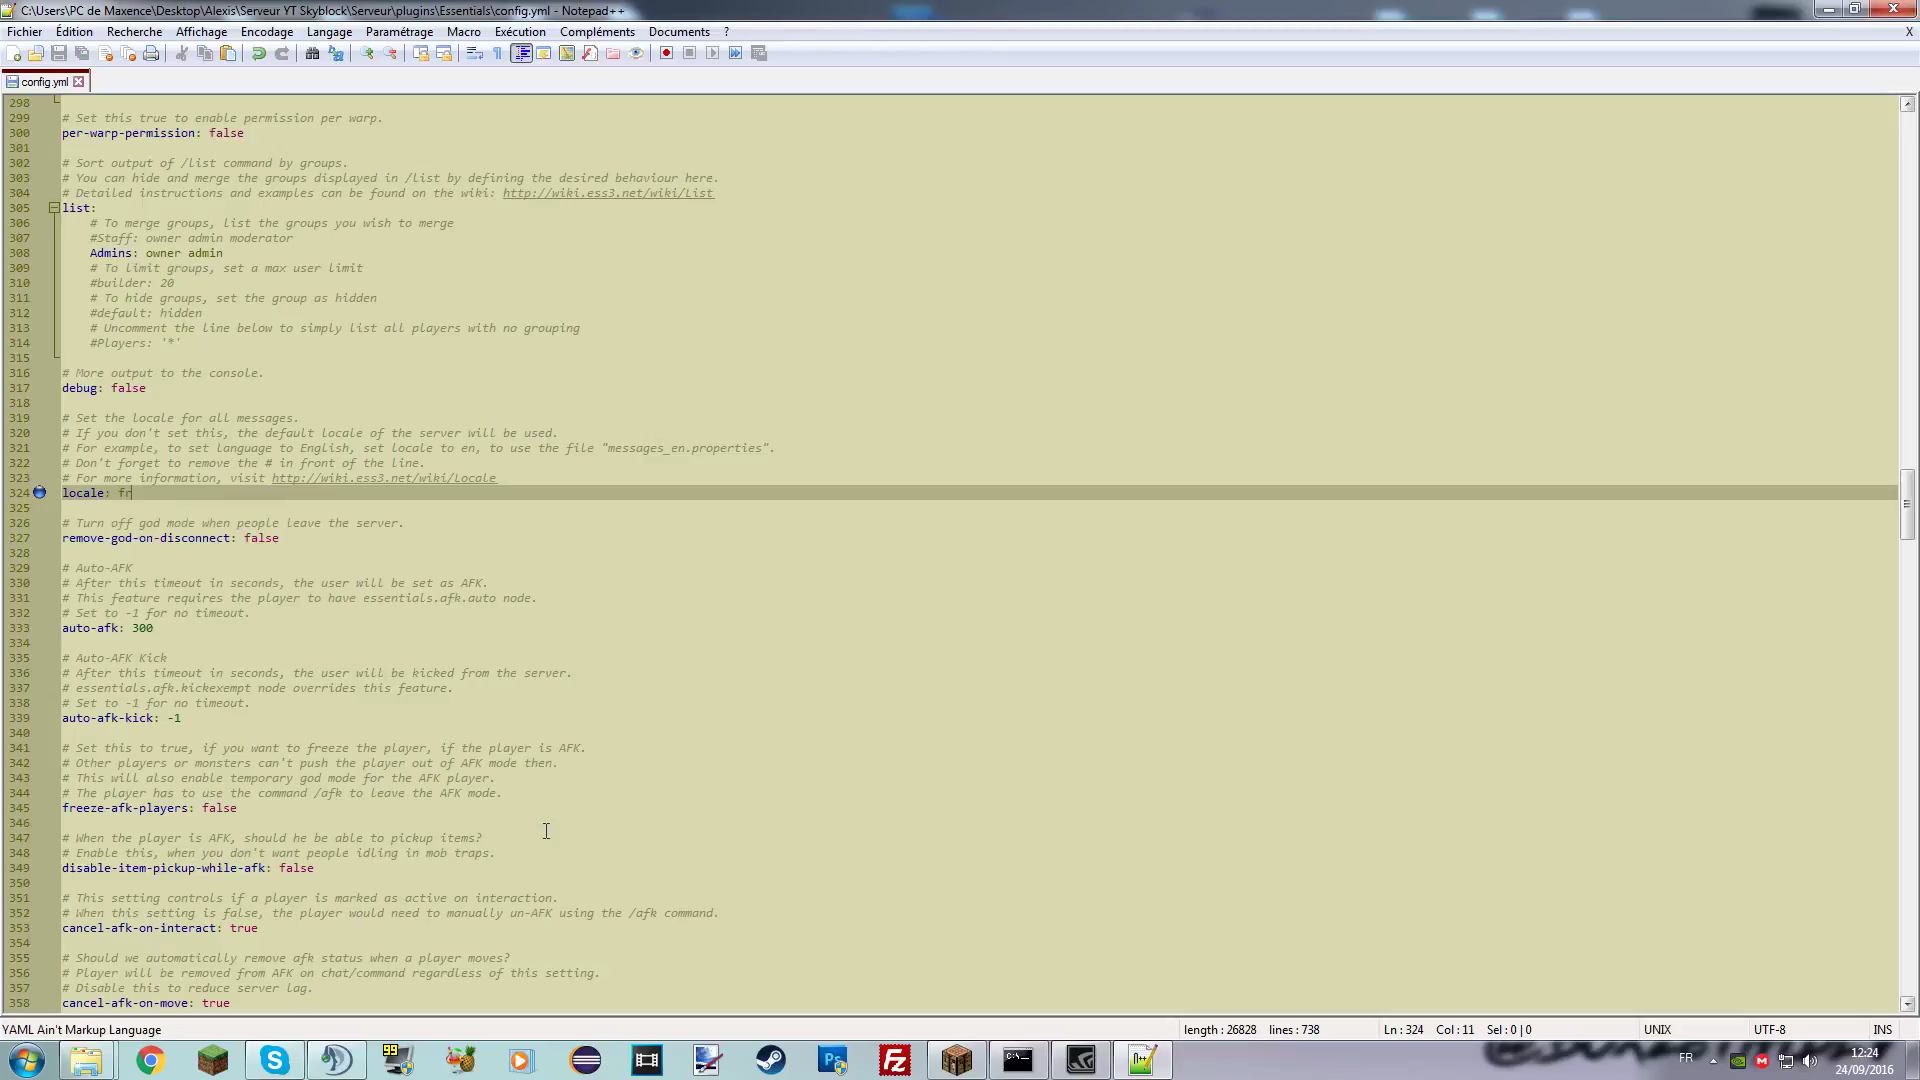 C:\Users\PC de Maxence\Desktop\Alexis\Serveur YT Skyblock\Serveur\plugins\Essentials\config.yml - Notepad++
Fichier Édition Recherche Affichage Encodage Langage Paramétrage Macro Exécution Compléments Documents ? X
config.yml
298
299 # Set this true to enable permission per warp.
300 per-warp-permission: false
301
302 # Sort output of /list command by groups.
303 # You can hide and merge the groups displayed in /list by defining the desired behaviour here.
304 # Detailed instructions and examples can be found on the wiki: http://wiki.ess3.net/wiki/List
305 list:
306 # To merge groups, list the groups you wish to merge
307 #Staff: owner admin moderator
308 Admins: owner admin
309 # To limit groups, set a max user limit
310 #builder: 20
311 # To hide groups, set the group as hidden
312 #default: hidden
313 # Uncomment the line below to simply list all players with no grouping
314 #Players: '*'
315
316 # More output to the console.
317 debug: false
318
319 # Set the locale for all messages.
320 # If you don't set this, the default locale of the server will be used.
321 # For example, to set language to English, set locale to en, to use the file "messages_en.properties".
322 # Don't forget to remove the # in front of the line.
323 # For more information, visit http://wiki.ess3.net/wiki/Locale
324 locale: fr
325
326 # Turn off god mode when people leave the server.
327 remove-god-on-disconnect: false
328
329 # Auto-AFK
330 # After this timeout in seconds, the user will be set as AFK.
331 # This feature requires the player to have essentials.afk.auto node.
332 # Set to -1 for no timeout.
333 auto-afk: 300
334
335 # Auto-AFK Kick
336 # After this timeout in seconds, the user will be kicked from the server.
337 # essentials.afk.kickexempt node overrides this feature.
338 # Set to -1 for no timeout.
339 auto-afk-kick: -1
340
341 # Set this to true, if you want to freeze the player, if the player is AFK.
342 # Other players or monsters can't push the player out of AFK mode then.
343 # This will also enable temporary god mode for the AFK player.
344 # The player has to use the command /afk to leave the AFK mode.
345 freeze-afk-players: false
346
347 # When the player is AFK, should he be able to pickup items?
348 # Enable this, when you don't want people idling in mob traps.
349 disable-item-pickup-while-afk: false
350
351 # This setting controls if a player is marked as active on interaction.
352 # When this setting is false, the player would need to manually un-AFK using the /afk command.
353 cancel-afk-on-interact: true
354
355 # Should we automatically remove afk status when a player moves?
356 # Player will be removed from AFK on chat/command regardless of this setting.
357 # Disable this to reduce server lag.
358 cancel-afk-on-move: true
YAML Ain't Markup Language length : 26828 lines : 738 Ln : 324 Col : 11 Sel : 0 | 0 UNIX UTF-8 INS
99 Ps Fz C:\_ n++ FR 12:24
24/09/2016